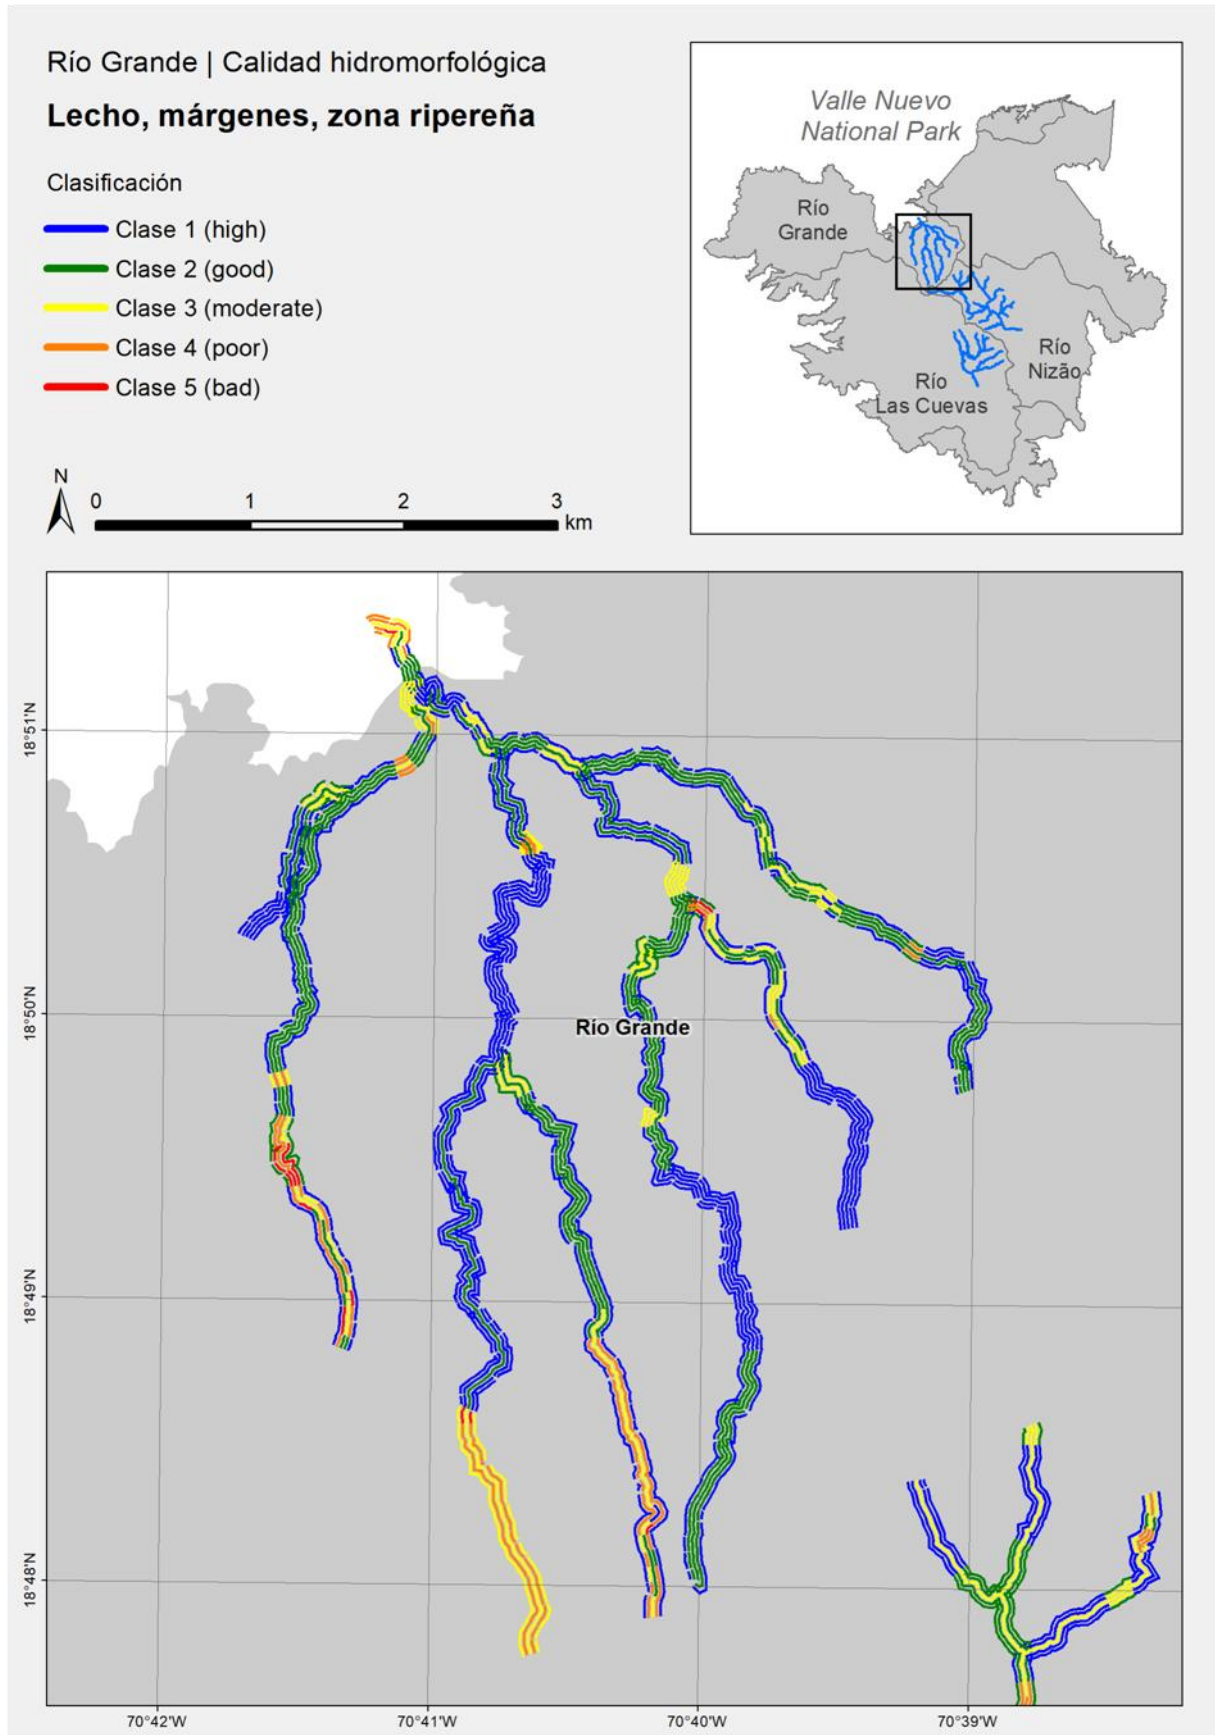 Río Grande | Calidad hidromorfológica
Lecho, márgenes, zona ripereña
Clasificación
Clase 1 (high)
Clase 2 (good)
Clase 3 (moderate)
Clase 4 (poor)
Clase 5 (bad)
N
0 1 2 3
km
Valle Nuevo
National Park
Río
Grande
Río
Nizão
Río
Las Cuevas
18°51'N
18°50'N
Río Grande
18°49'N
18°48'N
70°42'W 70°41'W 70°40'W 70°39'W